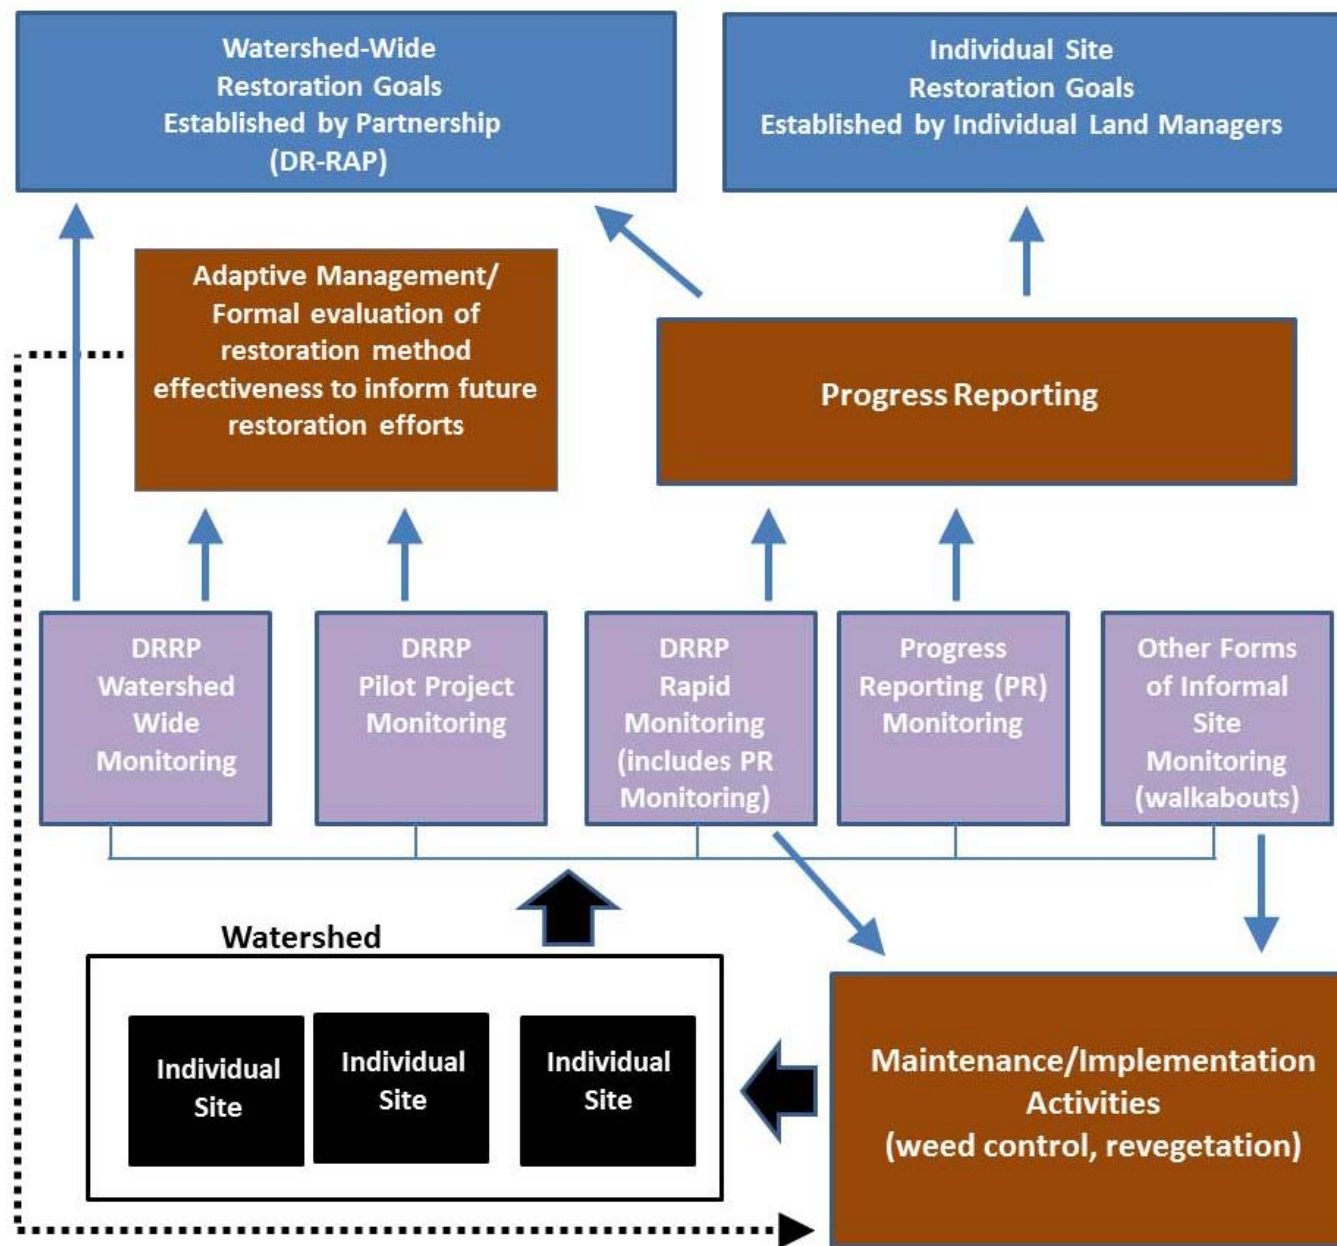 Watershed-Wide
Restoration Goals
Established by Partnership
(DR-RAP)
Individual Site
Restoration Goals
Established by Individual Land Managers
Adaptive Management/
Formal evaluation of
restoration method
effectiveness to inform future
restoration efforts
Progress Reporting
DRRP
Watershed
Wide
Monitoring
DRRP
Pilot Project
Monitoring
DRRP
Rapid
Monitoring
(includes PR
Monitoring)
Progress
Reporting (PR)
Monitoring
Other Forms
of Informal
Site
Monitoring
(walkabouts)
Watershed
Individual
Site
Individual
Site
Individual
Site
Maintenance/Implementation
Activities
(weed control, revegetation)